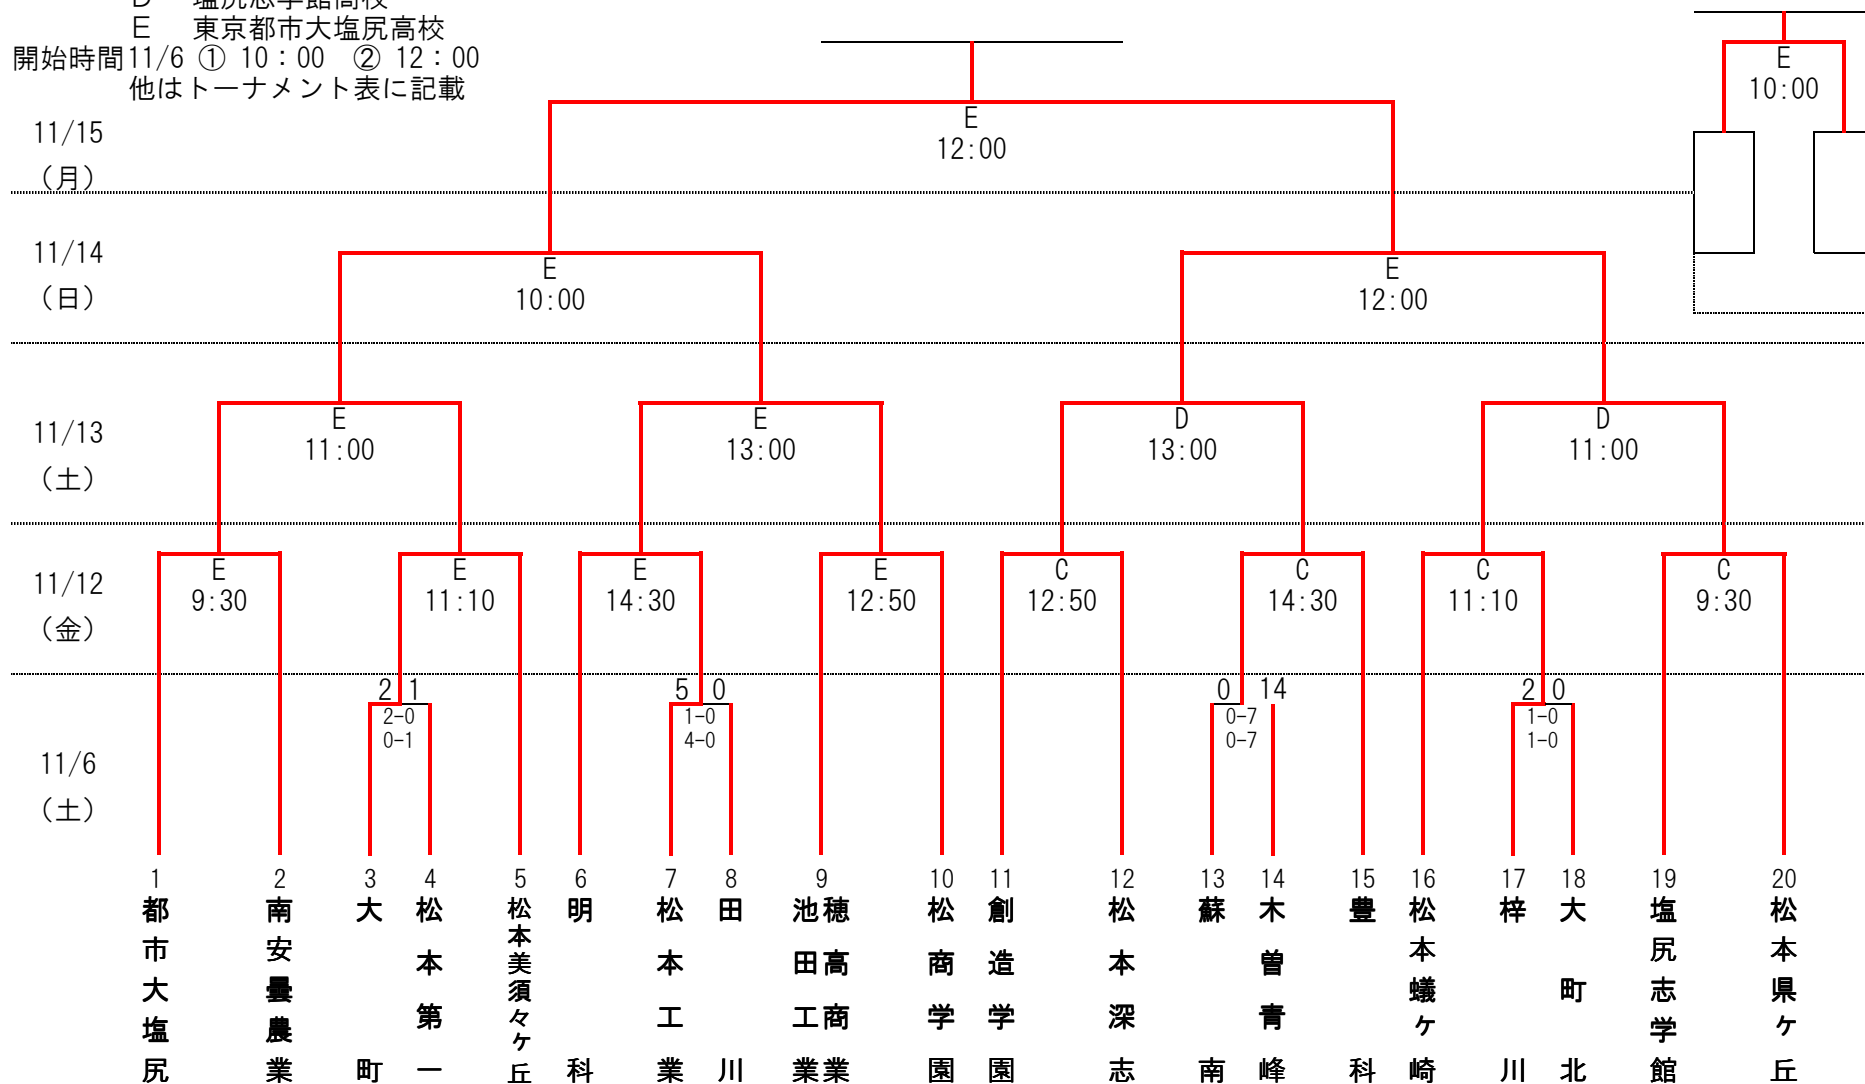 D 塩尻志学館高校
E 東京都市大塩尻高校
開始時間 11/6 ① 10：00 ② 12：00
他はトーナメント表に記載
E
10:00
11/15
（月）
E
12:00
11/14
（日）
E
10:00
E
12:00
11/13
（土）
E
11:00
E
13:00
D
13:00
D
11:00
11/12
（金）
E
9:30
E
11:10
E
14:30
E
12:50
C
12:50
C
14:30
C
11:10
C
9:30
11/6
（土）
2 1
2-0
0-1
5 0
1-0
4-0
0 14
0-7
0-7
2 0
1-0
1-0
1 都市大塩尻
2 南安曇農業
3 大町
4 松本第一
5 松本美須々ケ丘
6 明科
7 松本工業
8 田川
9 穂高商業
池田工業
10 松商学園
11 創造学園
12 松本深志
13 蘇南
14 木曽青峰
15 豊科
16 松本蟻ケ崎
17 梓川
18 大町北
19 塩尻志学館
20 松本県ケ丘